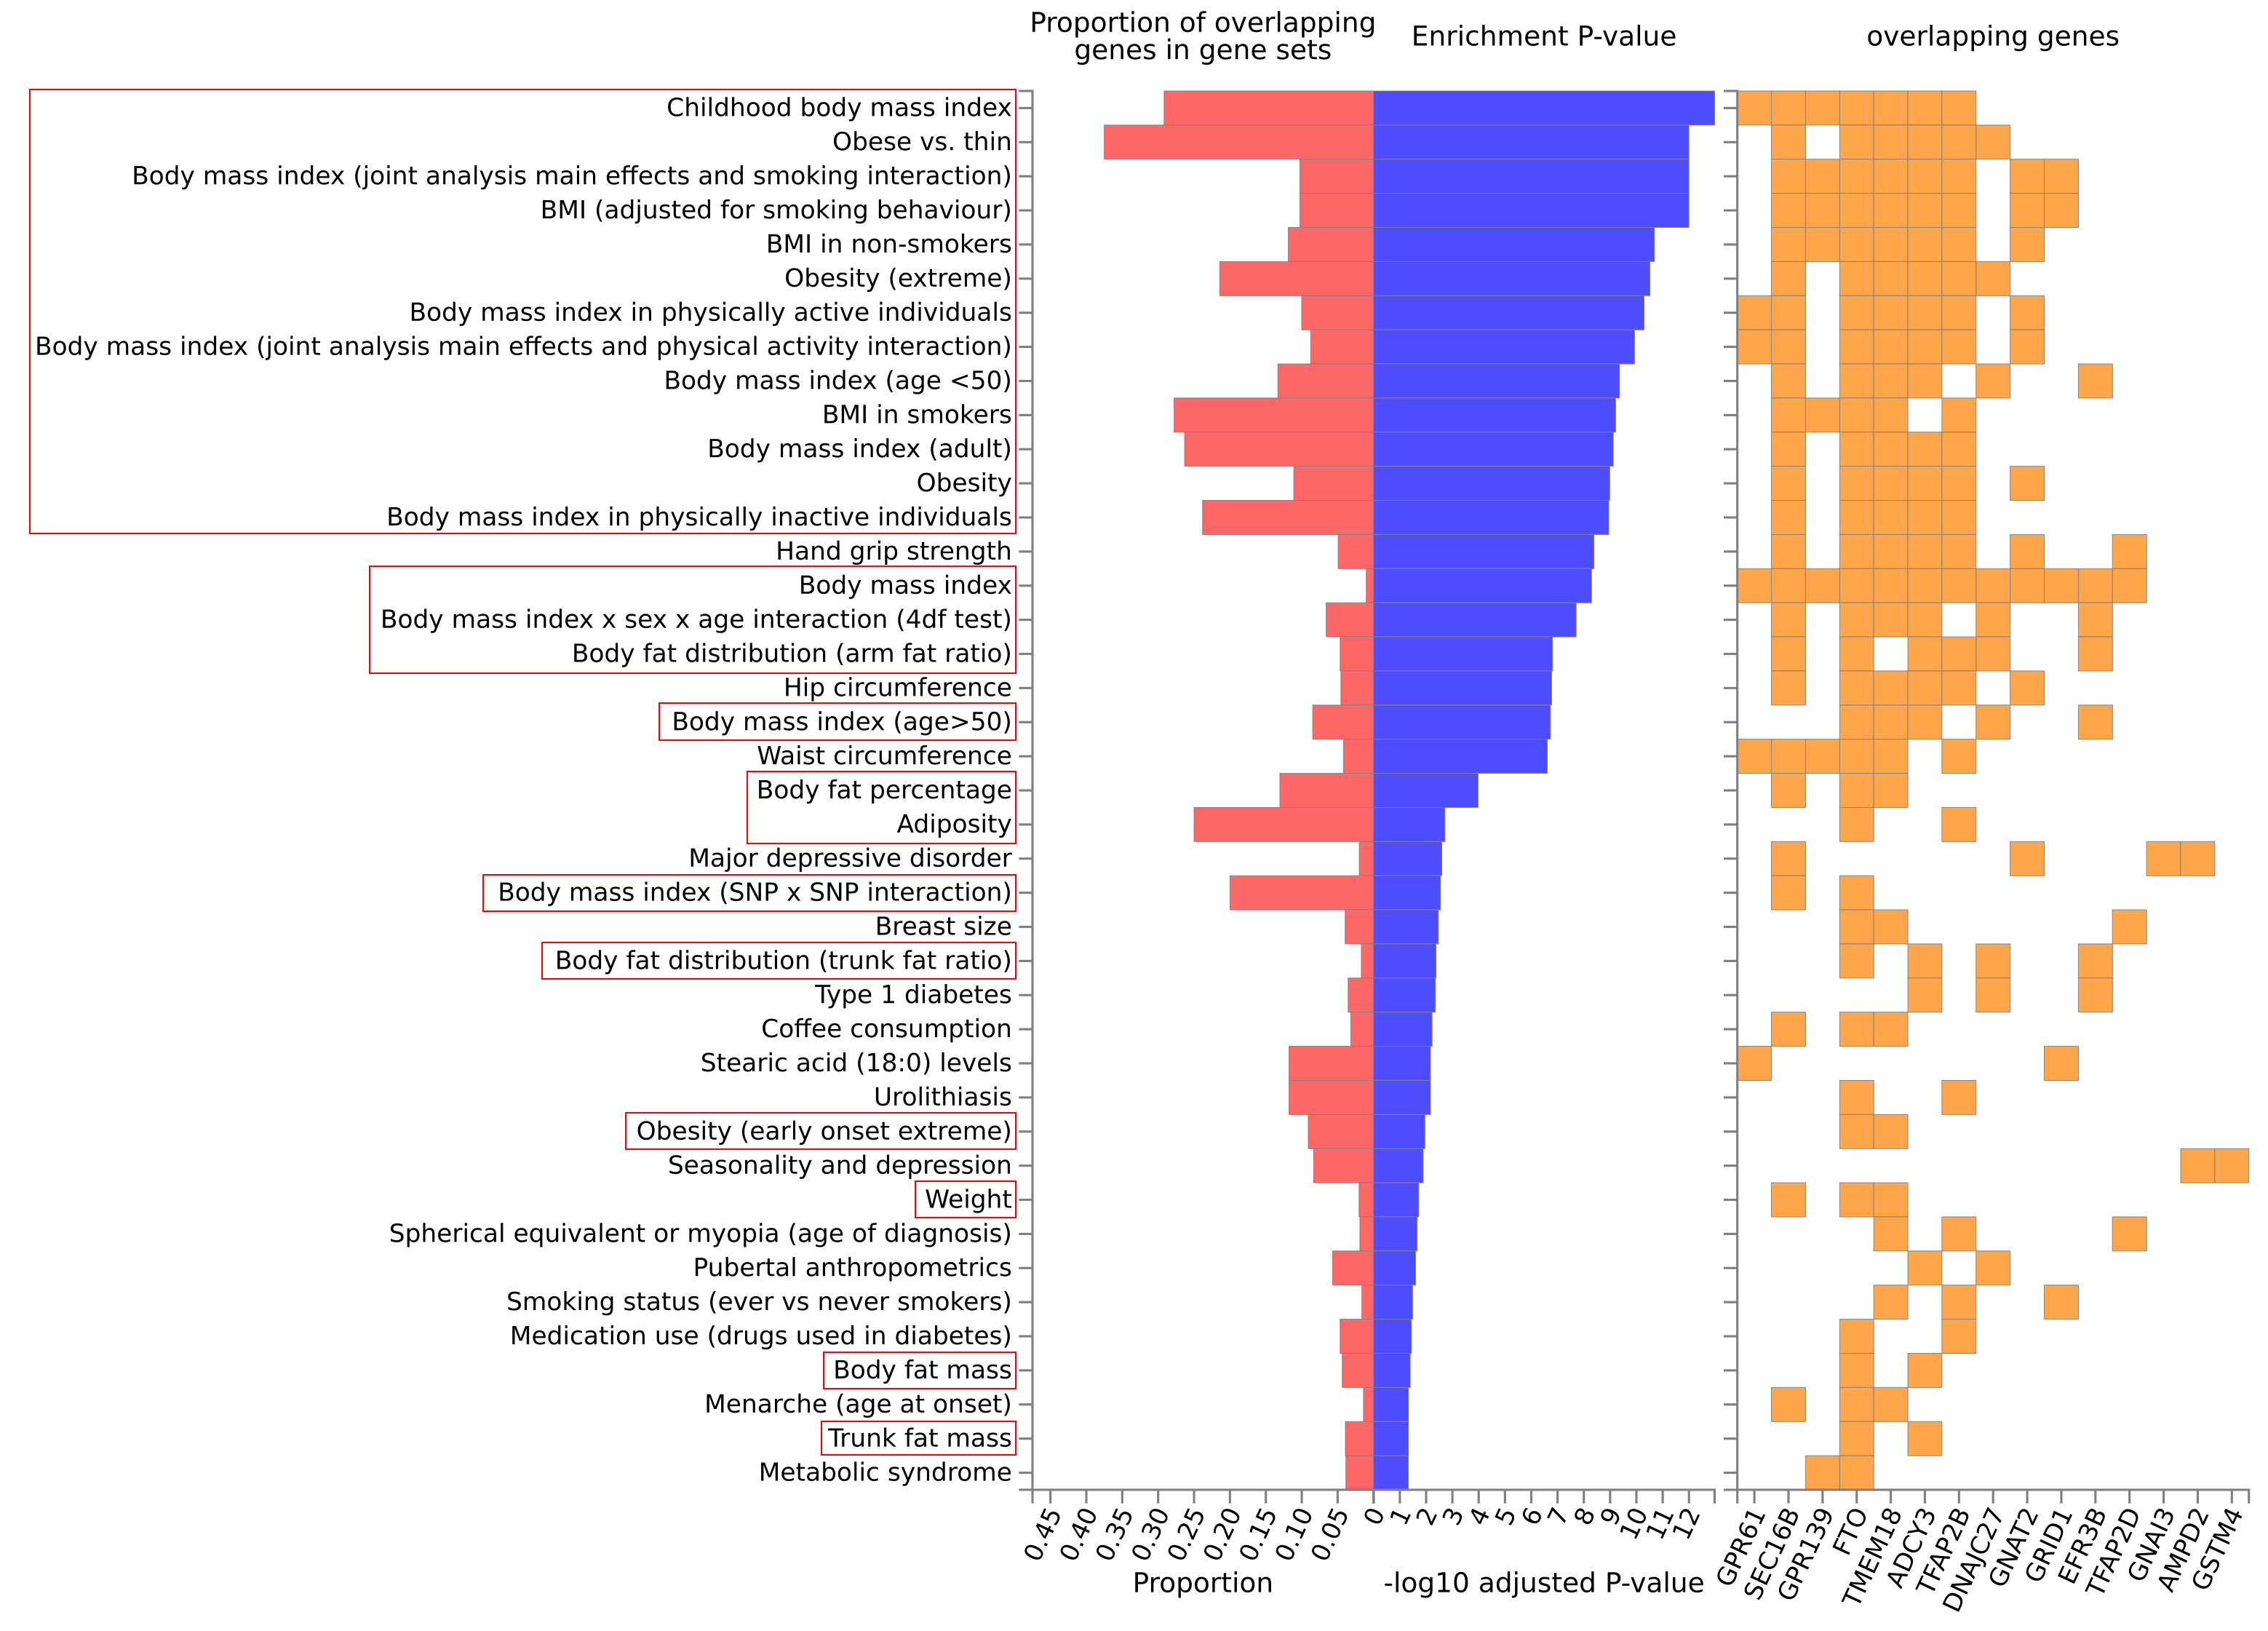 Proportion of overlapping
genes in gene sets
Enrichment P-value
overlapping genes
Childhood body mass index
Obese vs. thin
Body mass index (joint analysis main effects and smoking interaction)
BMI (adjusted for smoking behaviour)
BMI in non-smokers
Obesity (extreme)
Body mass index in physically active individuals
Body mass index (joint analysis main effects and physical activity interaction)
Body mass index (age <50)
BMI in smokers
Body mass index (adult)
Obesity
Body mass index in physically inactive individuals
Hand grip strength
Body mass index
Body mass index x sex x age interaction (4df test)
Body fat distribution (arm fat ratio)
Hip circumference
Body mass index (age>50)
Waist circumference
Body fat percentage
Adiposity
Major depressive disorder
Body mass index (SNP x SNP interaction)
Breast size
Body fat distribution (trunk fat ratio)
Type 1 diabetes
Coffee consumption
Stearic acid (18:0) levels
Urolithiasis
Obesity (early onset extreme)
Seasonality and depression
Weight
Spherical equivalent or myopia (age of diagnosis)
Pubertal anthropometrics
Smoking status (ever vs never smokers)
Medication use (drugs used in diabetes)
Body fat mass
Menarche (age at onset)
Trunk fat mass
Metabolic syndrome
0.45
0.40
0.35
0.30
0.25
0.20
0.15
0.10
0.05
0
1
2
3
4
5
6
7
8
9
10
11
12
GPR61
SEC16B
GPR139
FTO
TMEM18
ADCY3
TFAP2B
DNAJC27
GNAT2
GRID1
EFR3B
TFAP2D
GNAI3
AMPD2
GSTM4
Proportion
-log10 adjusted P-value